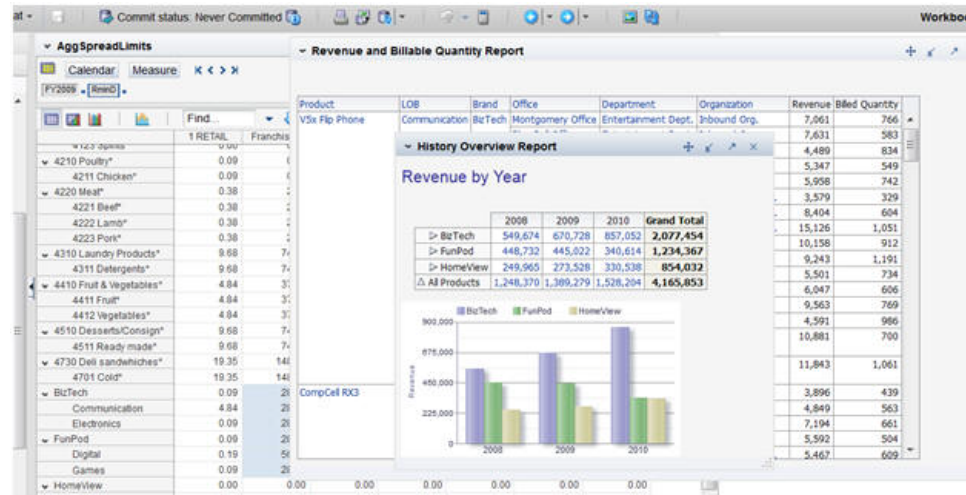 at
Commit status: Never Committed
Workboo
AggSpreadLimits
Calendar Measure
FY2009
Find...
1 RETAIL Franchis
4123 Spirits 0.00
4210 Poultry* 0.09
4211 Chicken* 0.09
4220 Meat* 0.38
4221 Beef* 0.38
4222 Lamb* 0.38
4223 Pork* 0.38
4310 Laundry Products* 9.68
4311 Detergents* 9.68
4410 Fruit & Vegetables* 4.84
4411 Fruit* 4.84
4412 Vegetables* 4.84
4510 Desserts/Consign* 9.68
4511 Ready made* 9.68
4730 Deli sandwhiches* 19.35 148
4701 Cold* 19.35 148
BizTech 0.09 28
Communication 4.84 28
Electronics 0.09 28
FunPod 0.09 28
Digital 0.19 56
Games 0.09 28
HomeView 0.00 0.00 0.00 0.00 0.00 0.00 0.00
Revenue and Billable Quantity Report
Product LOB Brand Office Department Organization Revenue Billed Quantity
V5x Flip Phone Communication BizTech Montgomery Office Entertainment Dept. Inbound Org. 7,061 766
7,631 583
4,489 834
5,347 549
5,958 742
3,579 329
8,404 604
15,126 1,051
10,158 912
9,243 1,191
5,501 734
6,047 606
9,563 769
4,591 986
10,881 700
11,843 1,061
CompCell RX3 3,896 439
4,849 563
7,194 661
5,592 504
5,467 609
History Overview Report
Revenue by Year
2008 2009 2010 Grand Total
BizTech 549,674 670,728 857,052 2,077,454
FunPod 448,732 445,022 340,614 1,234,367
HomeView 249,965 273,528 330,538 854,032
All Products 1,248,370 1,389,279 1,528,204 4,165,853
BizTech FunPod HomeView
900,000
675,000
450,000
225,000
0
Revenue
2008 2009 2010